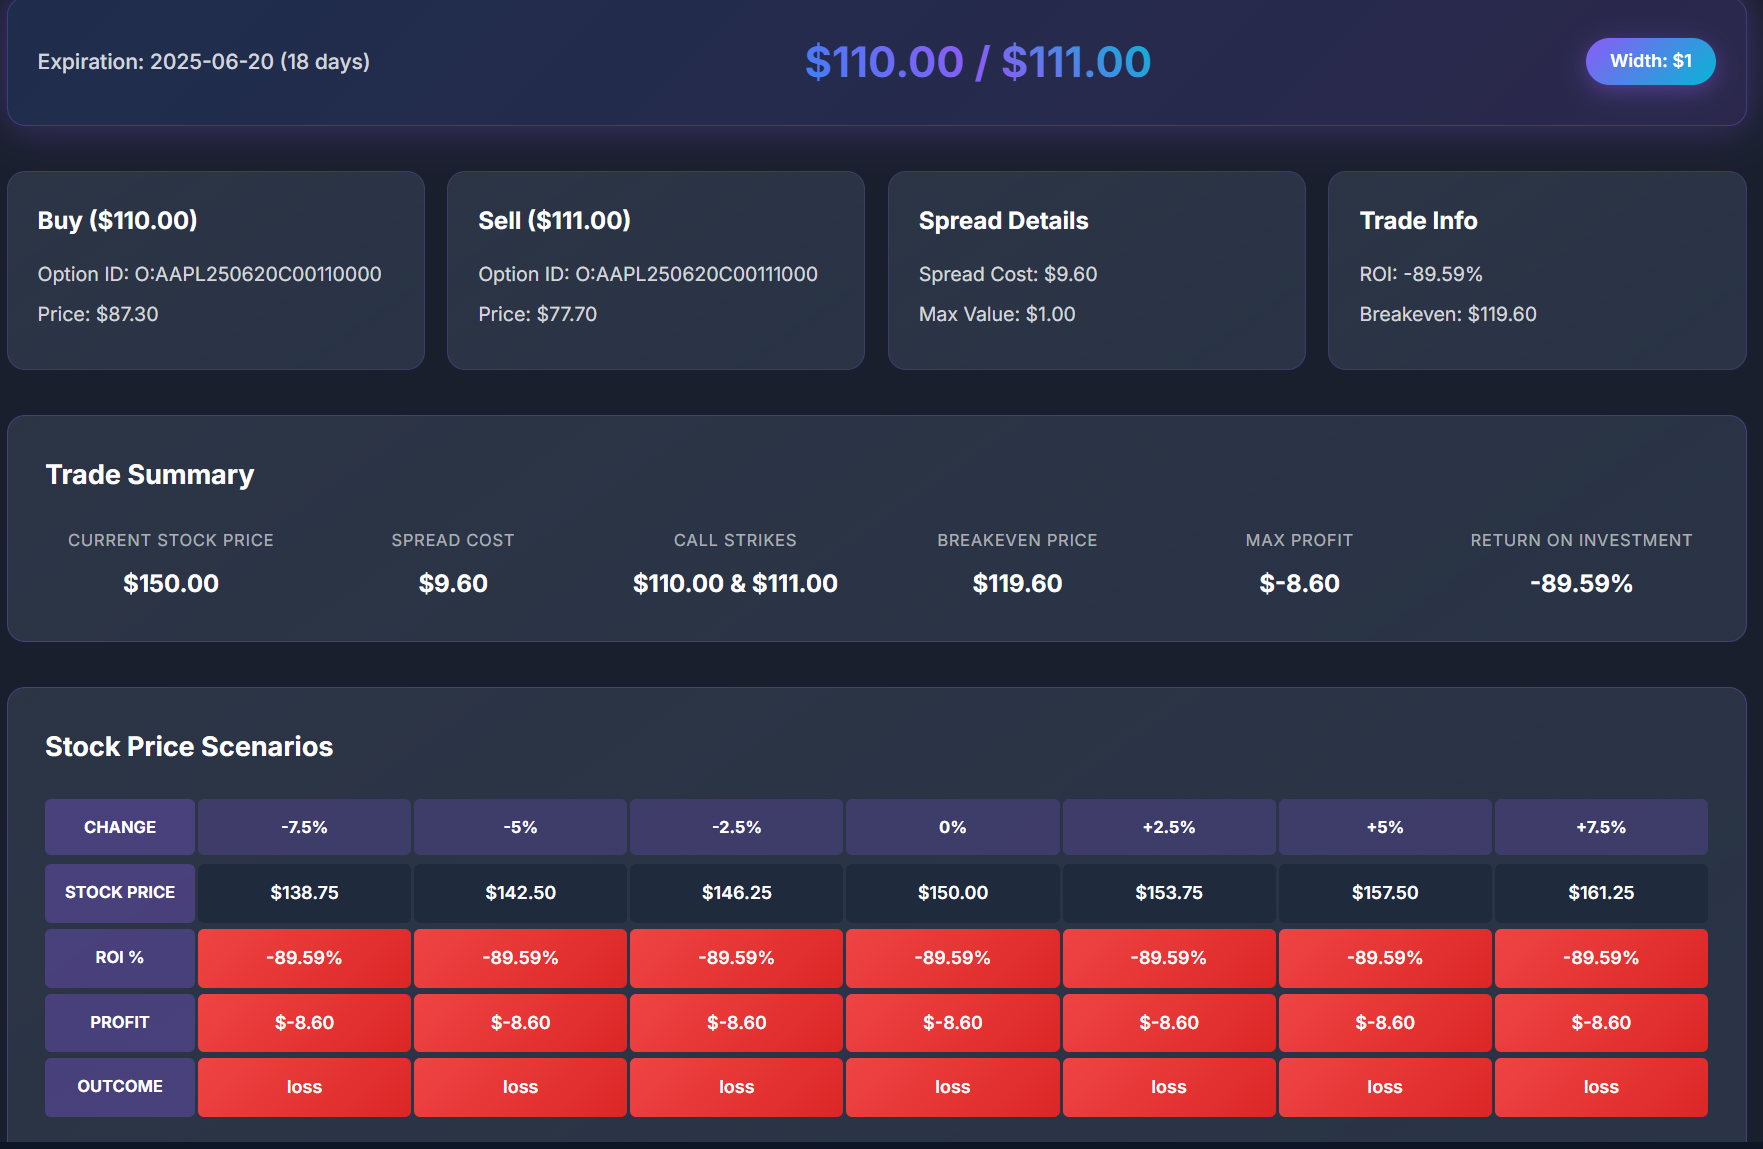 Expiration: 2025-06-20 (18 days)
$110.00 / $111.00
Width: $1
Buy ($110.00)
Option ID: O:AAPL250620C00110000
Price: $87.30
Sell ($111.00)
Option ID: O:AAPL250620C00111000
Price: $77.70
Spread Details
Spread Cost: $9.60
Max Value: $1.00
Trade Info
ROI: -89.59%
Breakeven: $119.60
Trade Summary
CURRENT STOCK PRICE
$150.00
SPREAD COST
$9.60
CALL STRIKES
$110.00 & $111.00
BREAKEVEN PRICE
$119.60
MAX PROFIT
$-8.60
RETURN ON INVESTMENT
-89.59%
Stock Price Scenarios
CHANGE -7.5% -5% -2.5% 0% +2.5% +5% +7.5%
STOCK PRICE $138.75 $142.50 $146.25 $150.00 $153.75 $157.50 $161.25
ROI % -89.59% -89.59% -89.59% -89.59% -89.59% -89.59% -89.59%
PROFIT $-8.60 $-8.60 $-8.60 $-8.60 $-8.60 $-8.60 $-8.60
OUTCOME loss loss loss loss loss loss loss